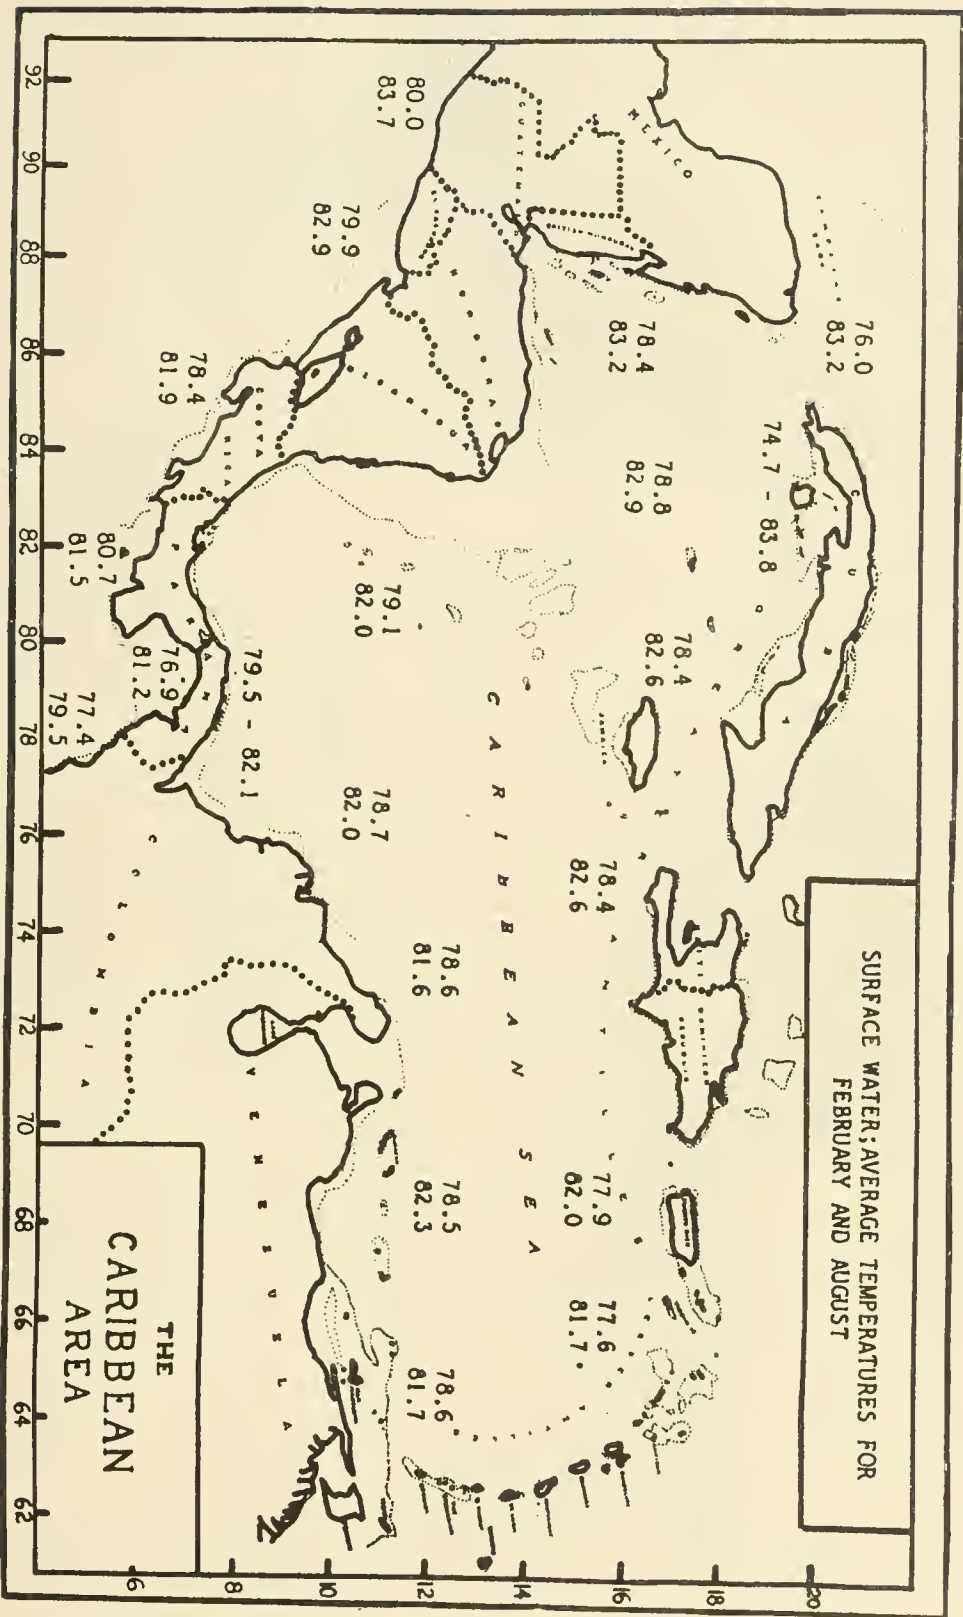 SURFACE WATER; AVERAGE TEMPERATURES FOR
FEBRUARY AND AUGUST
MEXICO
76.0
83.2
74.7 - 83.8
CUBA
78.4
83.2
78.8
82.9
78.4
82.6
JAMAICA
78.4
82.6
77.9
82.0
77.6
81.7
80.0
83.7
79.9
82.9
78.4
81.9
COSTA
RICA
PANAMA
80.7
81.5
76.9
81.2
77.4
79.5
79.5 - 82.1
79.1
82.0
CARIBBEAN SEA
78.7
82.0
78.6
81.6
78.5
82.3
78.6
81.7
COLOMBIA
VENEZUELA
THE
CARIBBEAN
AREA
92 90 88 86 84 82 80 78 76 74 72 70 68 66 64 62
6 8 10 12 14 16 18 20